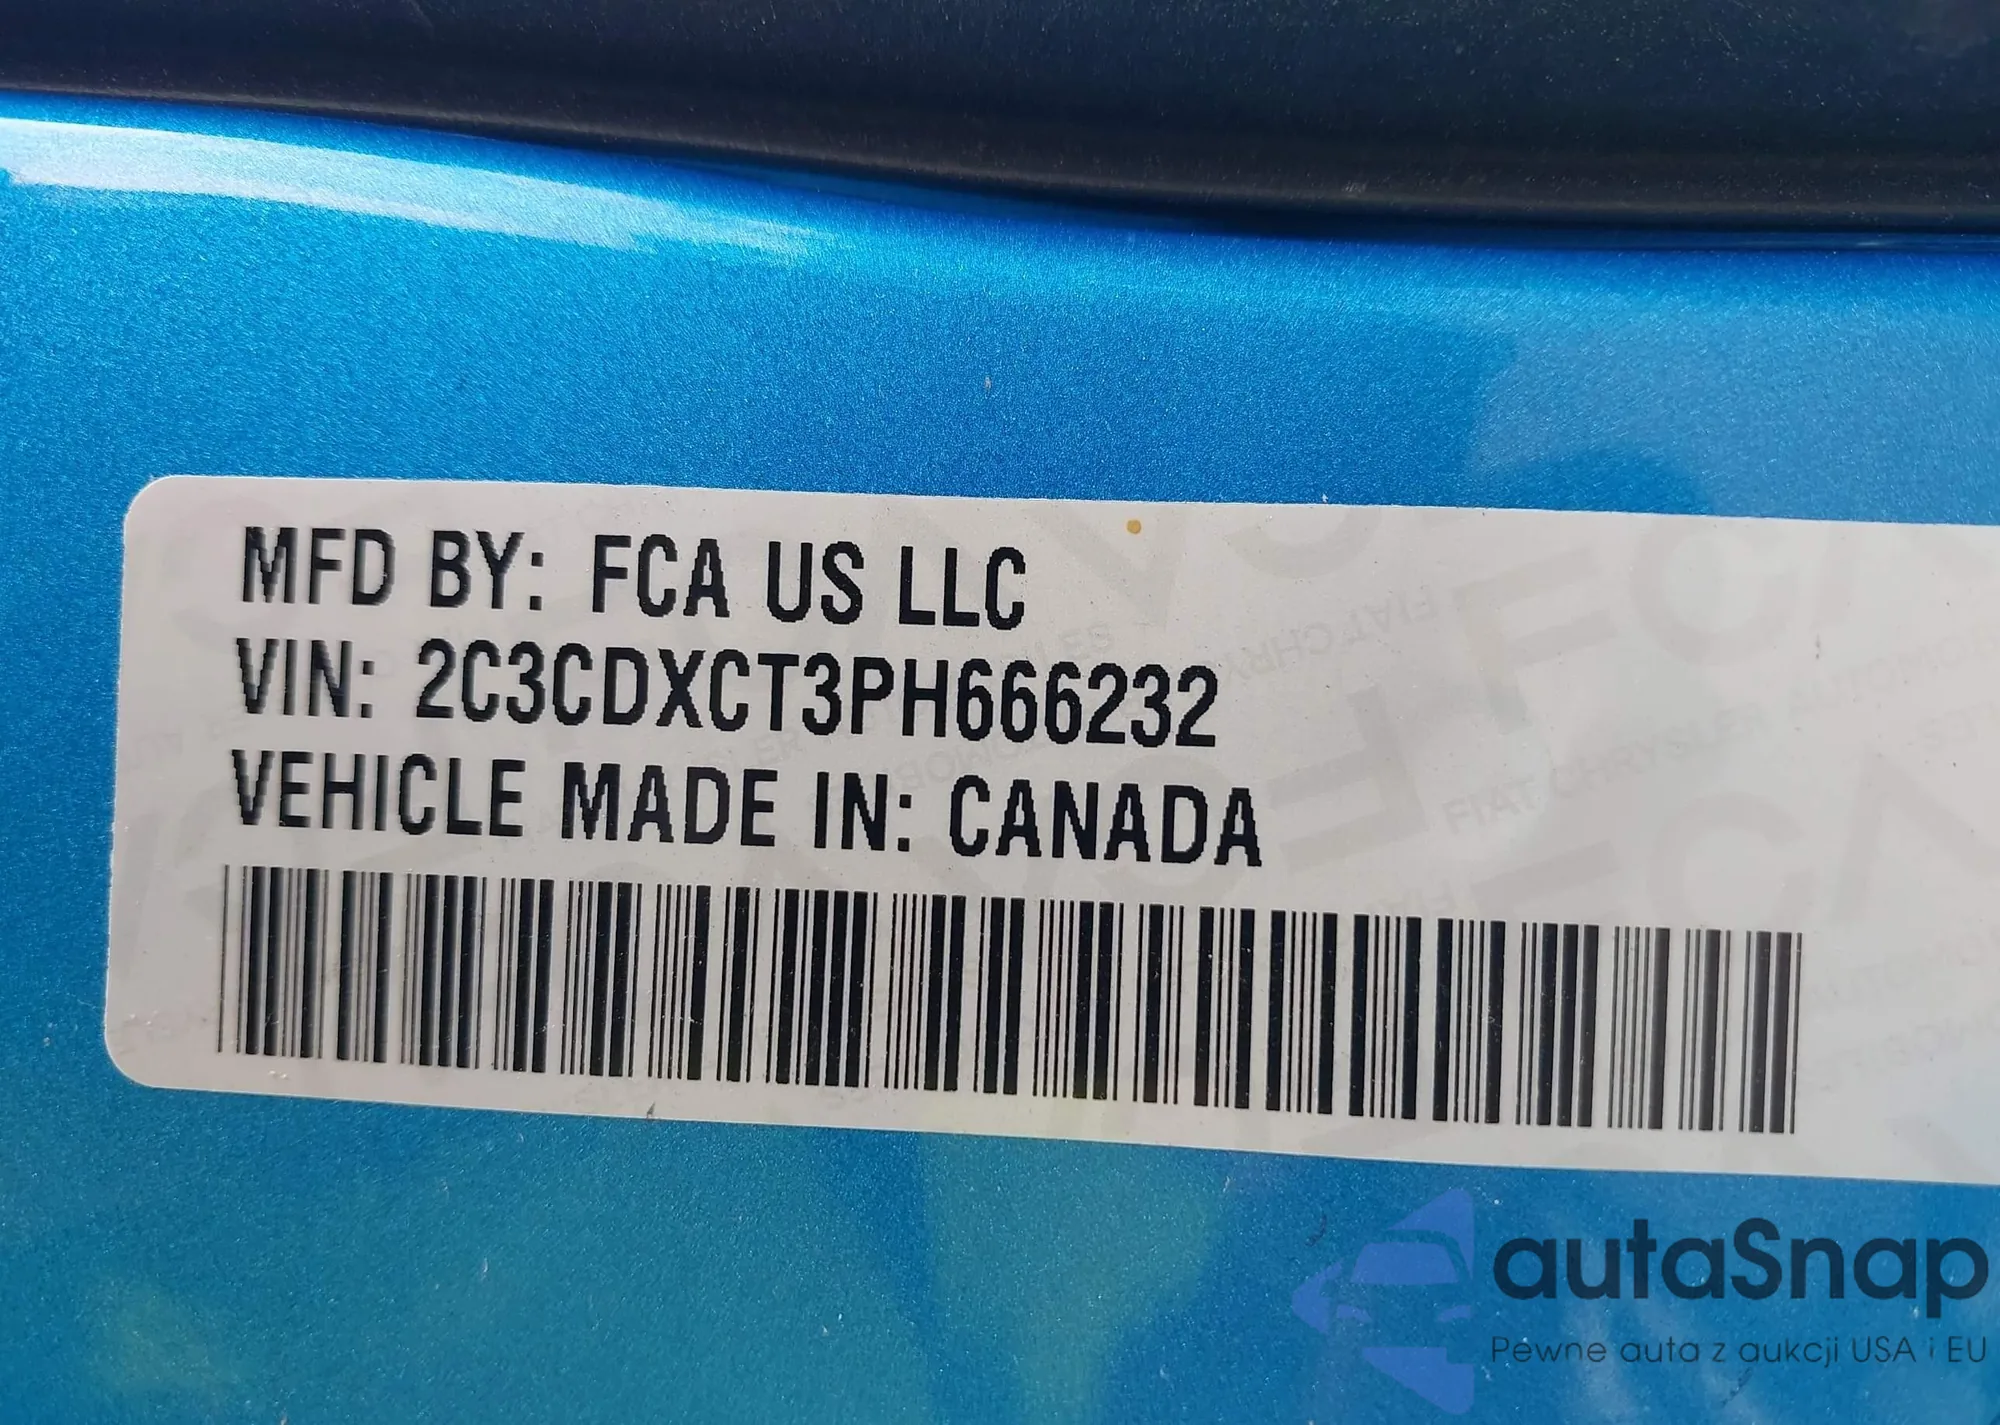 MFD BY: FCA US LLC
VIN: 2C3CDXCT3PH666232
VEHICLE MADE IN: CANADA
autaSnap
Pewne auta z aukcji USA i EU